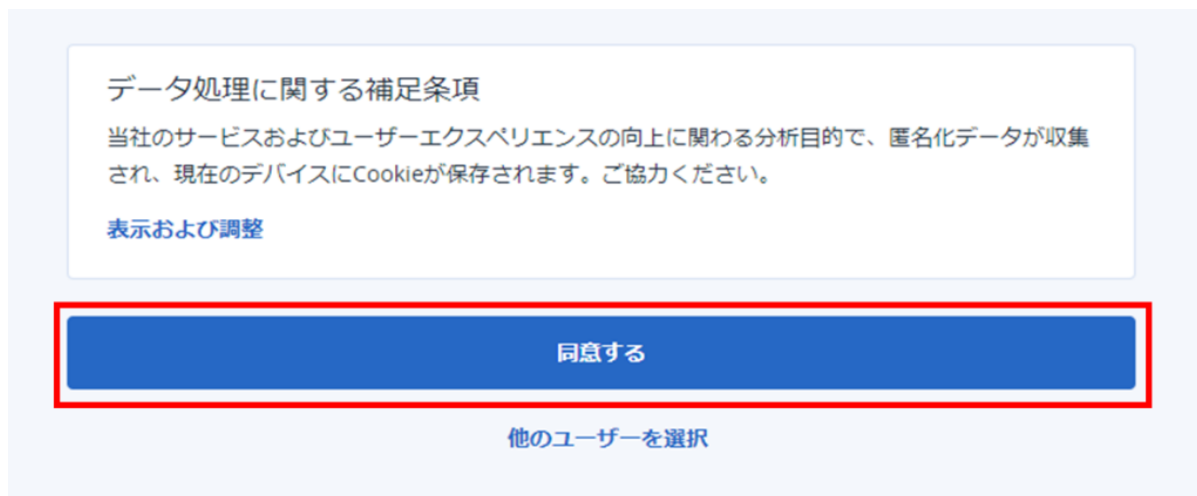 データ処理に関する補足条項
当社のサービスおよびユーザーエクスペリエンスの向上に関わる分析目的で、匿名化データが収集
され、現在のデバイスにCookieが保存されます。ご協力ください。
表示および調整
同意する
他のユーザーを選択